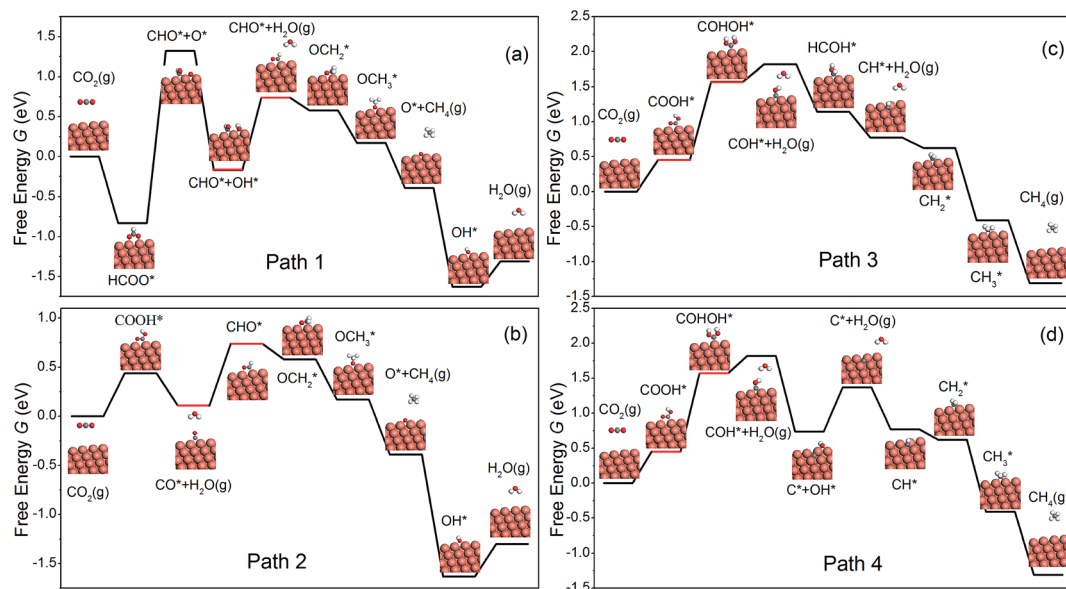 (a)
Free Energy G (eV)
1.5
1.0
0.5
0.0
-0.5
-1.0
-1.5
CO₂(g)
HCOO*
CHO*+O*
CHO*+OH*
CHO*+H₂O(g)
OCH₂*
OCH₃*
O*+CH₄(g)
OH*
H₂O(g)
Path 1
(b)
Free Energy G (eV)
1.0
0.5
0.0
-0.5
-1.0
-1.5
CO₂(g)
COOH*
CO*+H₂O(g)
CHO*
OCH₂*
OCH₃*
O*+CH₄(g)
OH*
H₂O(g)
Path 2
(c)
Free Energy G (eV)
2.5
2.0
1.5
1.0
0.5
0.0
-0.5
-1.0
-1.5
CO₂(g)
COOH*
COHOH*
COH*+H₂O(g)
HCOH*
CH*+H₂O(g)
CH₂*
CH₃*
CH₄(g)
Path 3
(d)
Free Energy G (eV)
2.5
2.0
1.5
1.0
0.5
0.0
-0.5
-1.0
-1.5
CO₂(g)
COOH*
COHOH*
COH*+H₂O(g)
C*+OH*
C*+H₂O(g)
CH*
CH₂*
CH₃*
CH₄(g)
Path 4